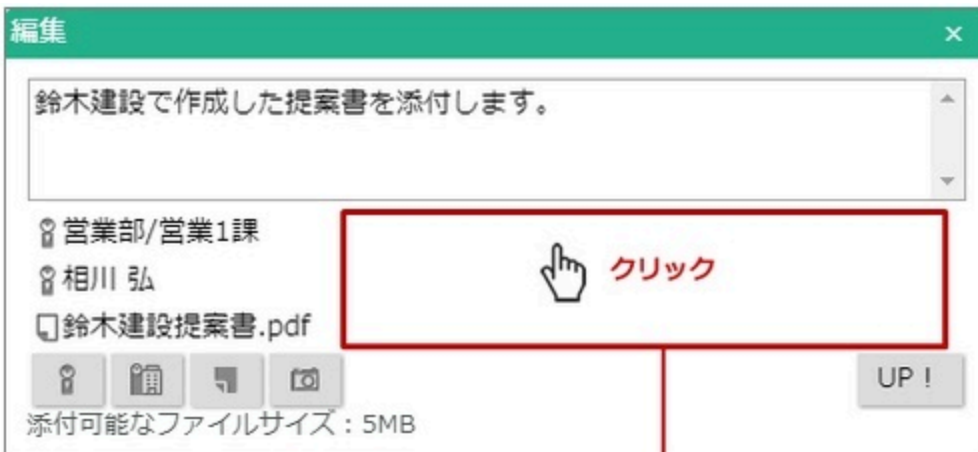 編集
×
鈴木建設で作成した提案書を添付します。
営業部/営業1課
相川 弘
クリック
鈴木建設提案書.pdf
UP !
添付可能なファイルサイズ:5MB